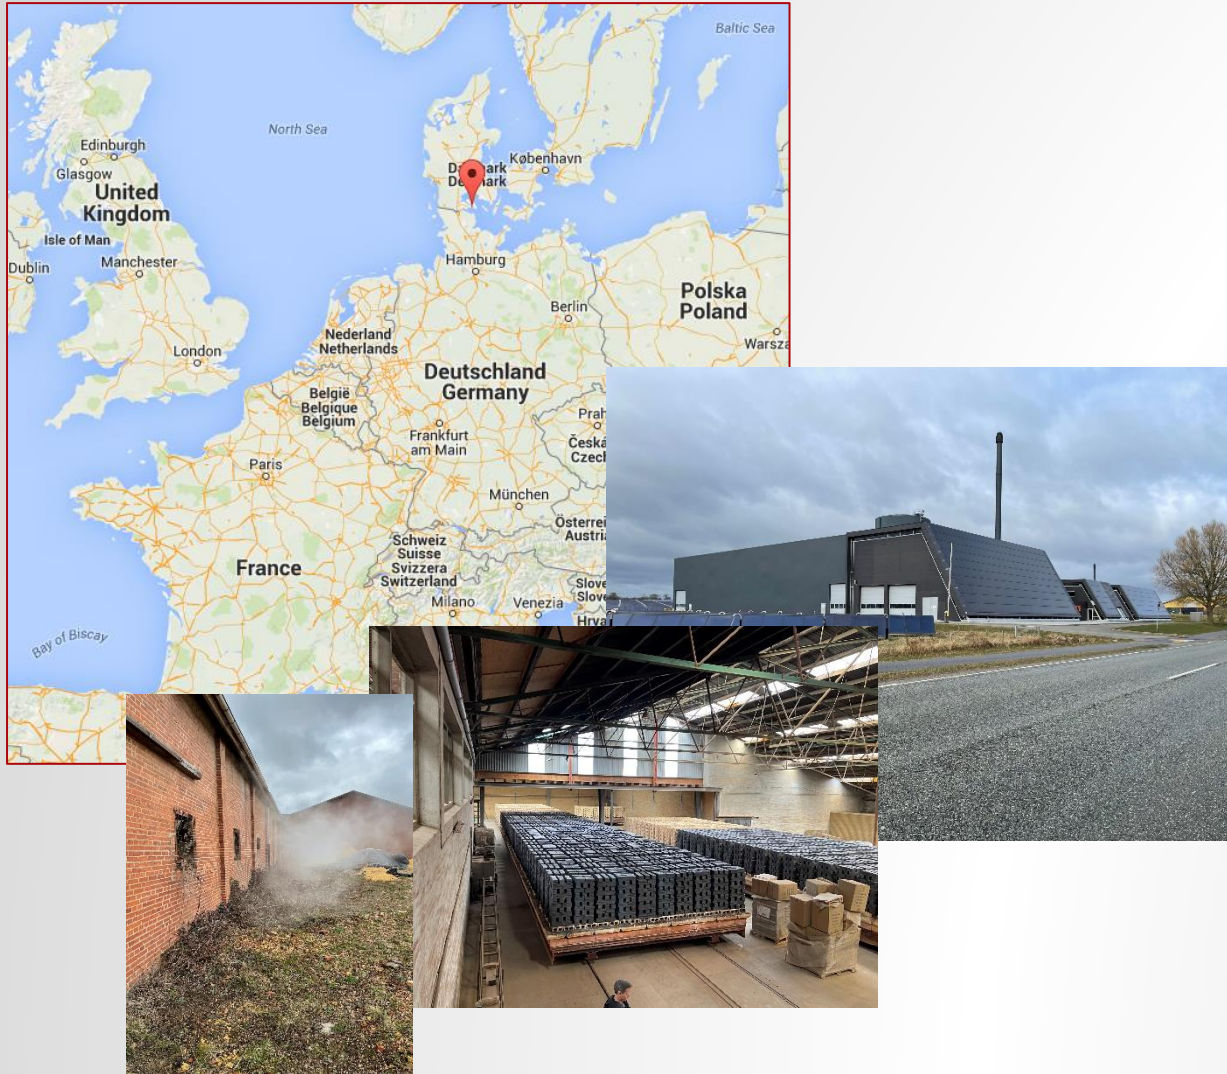 Baltic Sea
North Sea
Edinburgh
Glasgow
United
Kingdom
Isle of Man
Dublin
Manchester
London
København
Hamburg
Berlin
Polska
Poland
Nederland
Netherlands
Deutschland
Germany
België
Belgique
Belgium
Frankfurt
am Main
Paris
München
Schweiz
Suisse
Svizzera
Switzerland
France
Milano
Venezia
Bay of Biscay
Warsza
Prah
Česká
Czech
Österrei
Austria
Slove
Slove
Hrva